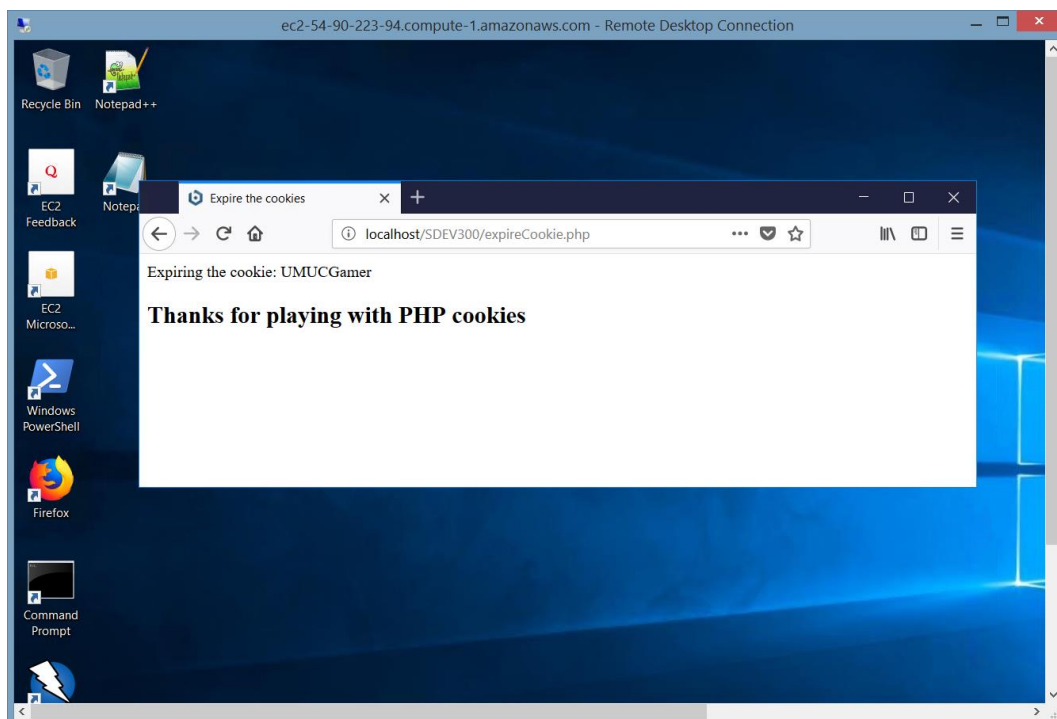 ec2-54-90-223-94.compute-1.amazonaws.com - Remote Desktop Connection
Recycle Bin
Notepad++
Q
EC2
Feedback
Notepa
Expire the cookies
localhost/SDEV300/expireCookie.php
Expiring the cookie: UMUCGamer
Thanks for playing with PHP cookies
EC2
Microso...
Windows
PowerShell
Firefox
Command
Prompt